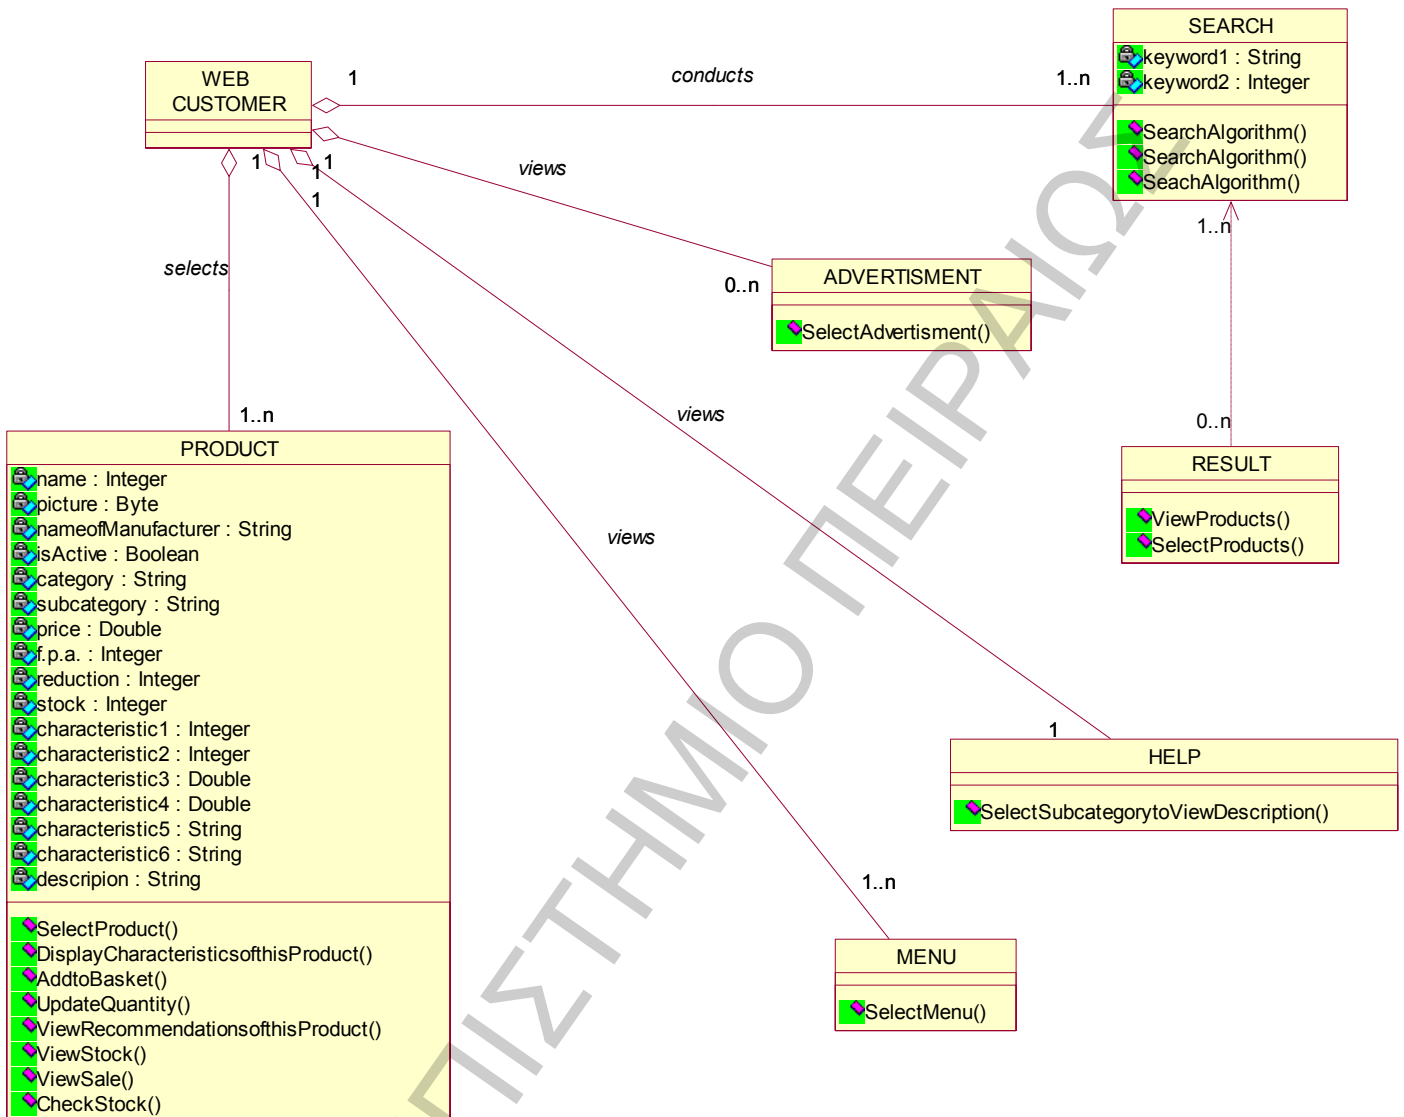 WEB
CUSTOMER
1
conducts
1..n
SEARCH
keyword1 : String
keyword2 : Integer
SearchAlgorithm()
SearchAlgorithm()
SeachAlgorithm()
1
1
1
1
views
selects
1..n
0..n
ADVERTISMENT
SelectAdvertisment()
1..n
PRODUCT
name : Integer
picture : Byte
nameofManufacturer : String
isActive : Boolean
category : String
subcategory : String
price : Double
f.p.a. : Integer
reduction : Integer
stock : Integer
characteristic1 : Integer
characteristic2 : Integer
characteristic3 : Double
characteristic4 : Double
characteristic5 : String
characteristic6 : String
descripion : String
SelectProduct()
DisplayCharacteristicsofthisProduct()
AddtoBasket()
UpdateQuantity()
ViewRecommendationsofthisProduct()
ViewStock()
ViewSale()
CheckStock()
views
views
0..n
RESULT
ViewProducts()
SelectProducts()
1
HELP
SelectSubcategorytoViewDescription()
1..n
MENU
SelectMenu()
ΠΙΣΤΗΜΙΟ ΠΕΙΡΑΙΩΣ